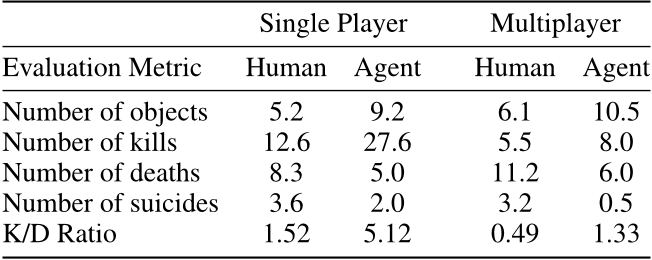 Single Player Multiplayer
Evaluation Metric Human Agent Human Agent
Number of objects 5.2 9.2 6.1 10.5
Number of kills 12.6 27.6 5.5 8.0
Number of deaths 8.3 5.0 11.2 6.0
Number of suicides 3.6 2.0 3.2 0.5
K/D Ratio 1.52 5.12 0.49 1.33